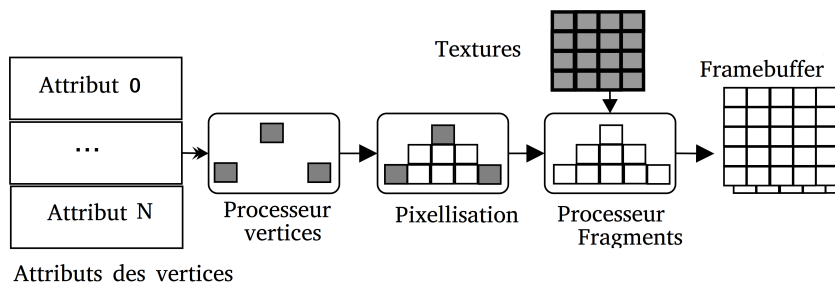 Textures
Framebuffer
Attribut 0
...
Attribut N
Processeur
vertices
Pixellisation
Processeur
Fragments
Attributs des vertices